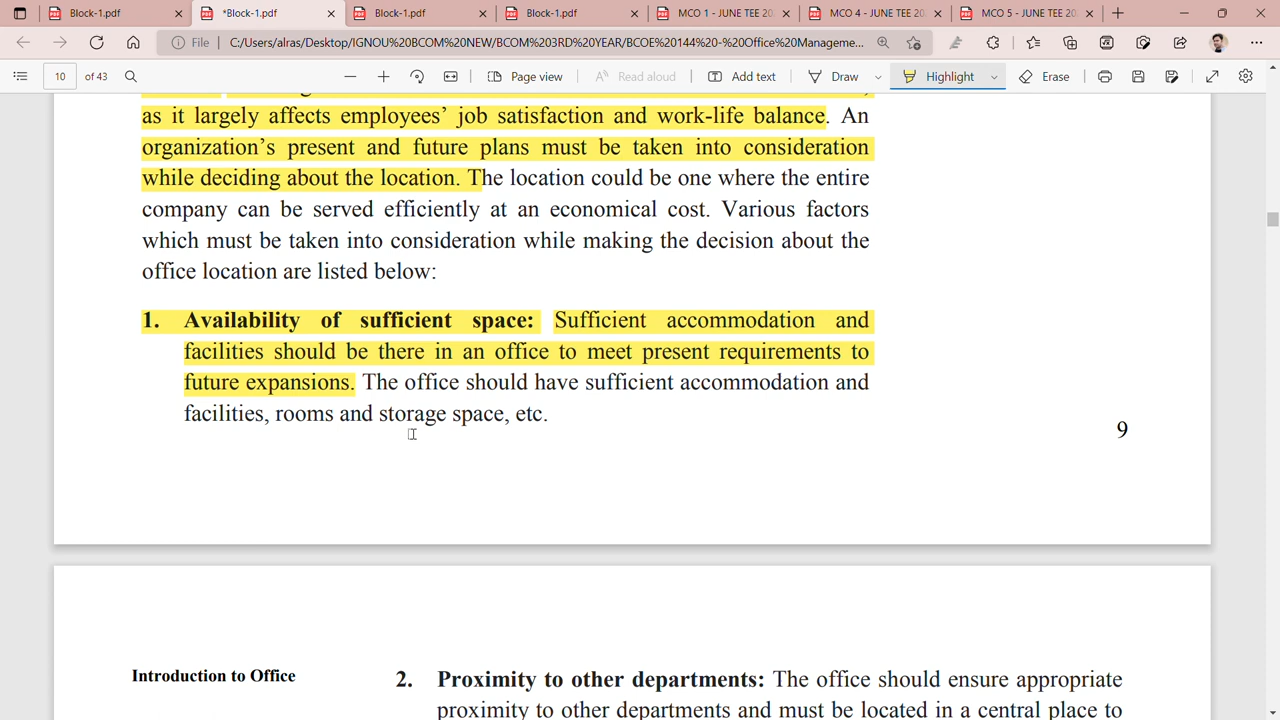 Block-1.pdf
*Block-1.pdf
Block-1.pdf
Block-1.pdf
MCO 1 - JUNE TEE 20
MCO 4 - JUNE TEE 20
MCO 5 - JUNE TEE 20
File
C:/Users/alras/Desktop/IGNOU%20BCOM%20NEW/BCOM%203RD%20YEAR/BCOE%20144%20-%20Office%20Manageme...
10 of 43
Page view
Read aloud
Add text
Draw
Highlight
Erase
as it largely affects employees’ job satisfaction and work-life balance. An
organization’s present and future plans must be taken into consideration
while deciding about the location. The location could be one where the entire
company can be served efficiently at an economical cost. Various factors
which must be taken into consideration while making the decision about the
office location are listed below:
1. Availability of sufficient space: Sufficient accommodation and
facilities should be there in an office to meet present requirements to
future expansions. The office should have sufficient accommodation and
facilities, rooms and storage space, etc.
9
Introduction to Office
2. Proximity to other departments: The office should ensure appropriate
proximity to other departments and must be located in a central place to